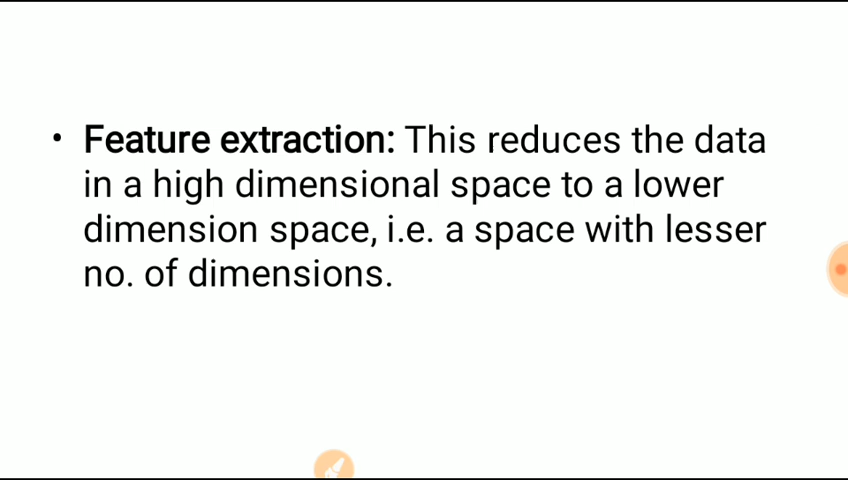 • Feature extraction: This reduces the data
in a high dimensional space to a lower
dimension space, i.e. a space with lesser
no. of dimensions.